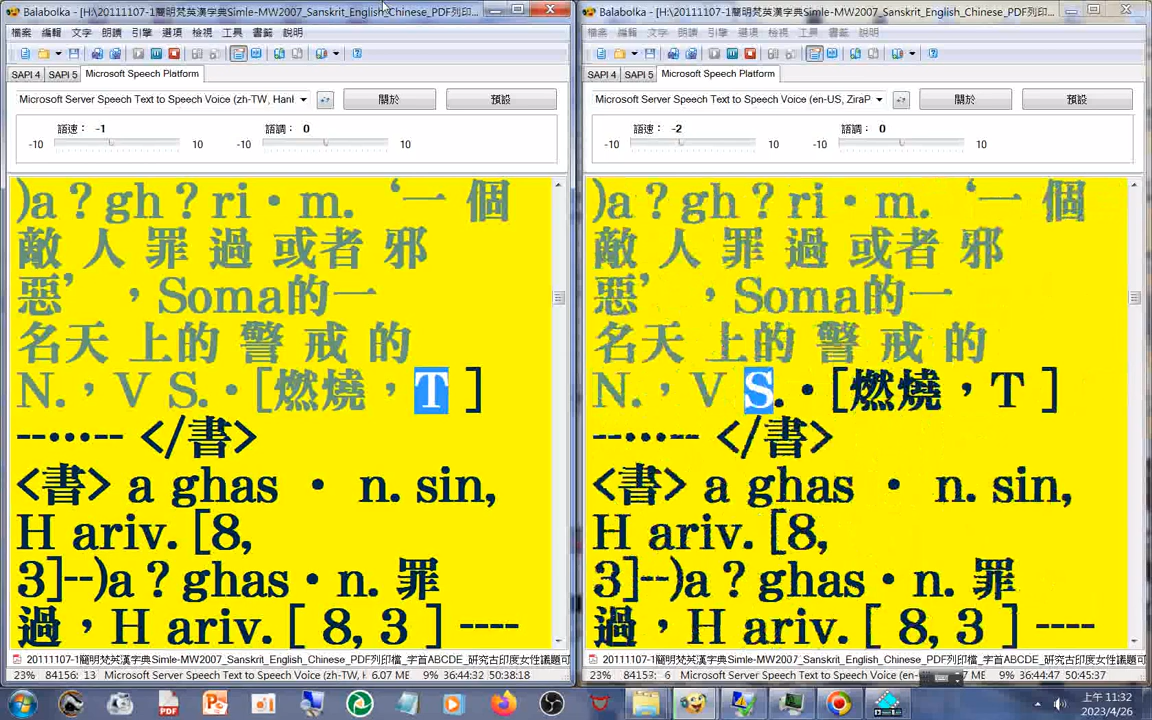 Balabolka - [H:\20111107-1簡明梵英漢字典Simle-MW2007_Sanskrit_English_Chinese_PDF列印...
檔案 編輯 文字 朗讀 引擎 選項 檢視 工具 書籤 說明
SAPI 4 SAPI 5 Microsoft Speech Platform
Microsoft Server Speech Text to Speech Voice (zh-TW, Hanl 關於 預設
語速： -1 語調： 0
-10 10 -10 10
)a？gh？ri・m.‘一 個
敵 人 罪 過 或者 邪
惡’，Soma的一
名天 上的 警 戒 的
N.，V S.・[燃燒，T ]
--···-- </書>
<書> a ghas ・ n. sin,
H ariv. [8,
3]--)a？ghas・n. 罪
過，H ariv. [ 8, 3 ] ----
20111107-1簡明梵英漢字典Simle-MW2007_Sanskrit_English_Chinese_PDF列印檔_字首ABCDE_研究古印度女性議題可
23% 84156: 13 Microsoft Server Speech Text to Speech Voice (zh-TW, 6.07 MB 9% 36:44:32 50:38:18
Balabolka - [H:\20111107-1簡明梵英漢字典Simle-MW2007_Sanskrit_English_Chinese_PDF列印...
檔案 編輯 文字 朗讀 引擎 選項 檢視 工具 書籤 說明
SAPI 4 SAPI 5 Microsoft Speech Platform
Microsoft Server Speech Text to Speech Voice (en-US, ZiraP 關於 預設
語速： -2 語調： 0
-10 10 -10 10
)a？gh？ri・m.‘一 個
敵 人 罪 過 或者 邪
惡’，Soma的一
名天 上的 警 戒 的
N.，V S.・[燃燒，T ]
--···-- </書>
<書> a ghas ・ n. sin,
H ariv. [8,
3]--)a？ghas・n. 罪
過，H ariv. [ 8, 3 ] ----
20111107-1簡明梵英漢字典Simle-MW2007_Sanskrit_English_Chinese_PDF列印檔_字首ABCDE_研究古印度女性議題可
23% 84153: 6 Microsoft Server Speech Text to Speech Voice (en-US, 9% 36:44:47 50:45:37
上午 11:32
2023/4/26